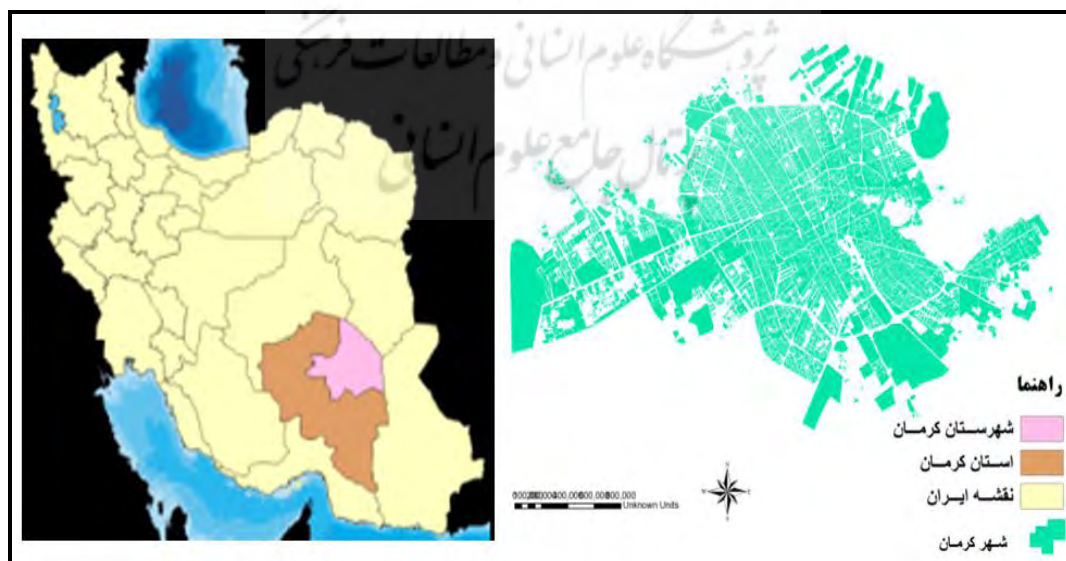 پژوهشگاه علوم انسانی و مطالعات فرهنگی
پرتال جامع علوم انسانی
راهنما
شهرستان کرمان
استان کرمان
نقشه ایران
شهر کرمان
Unknown Units